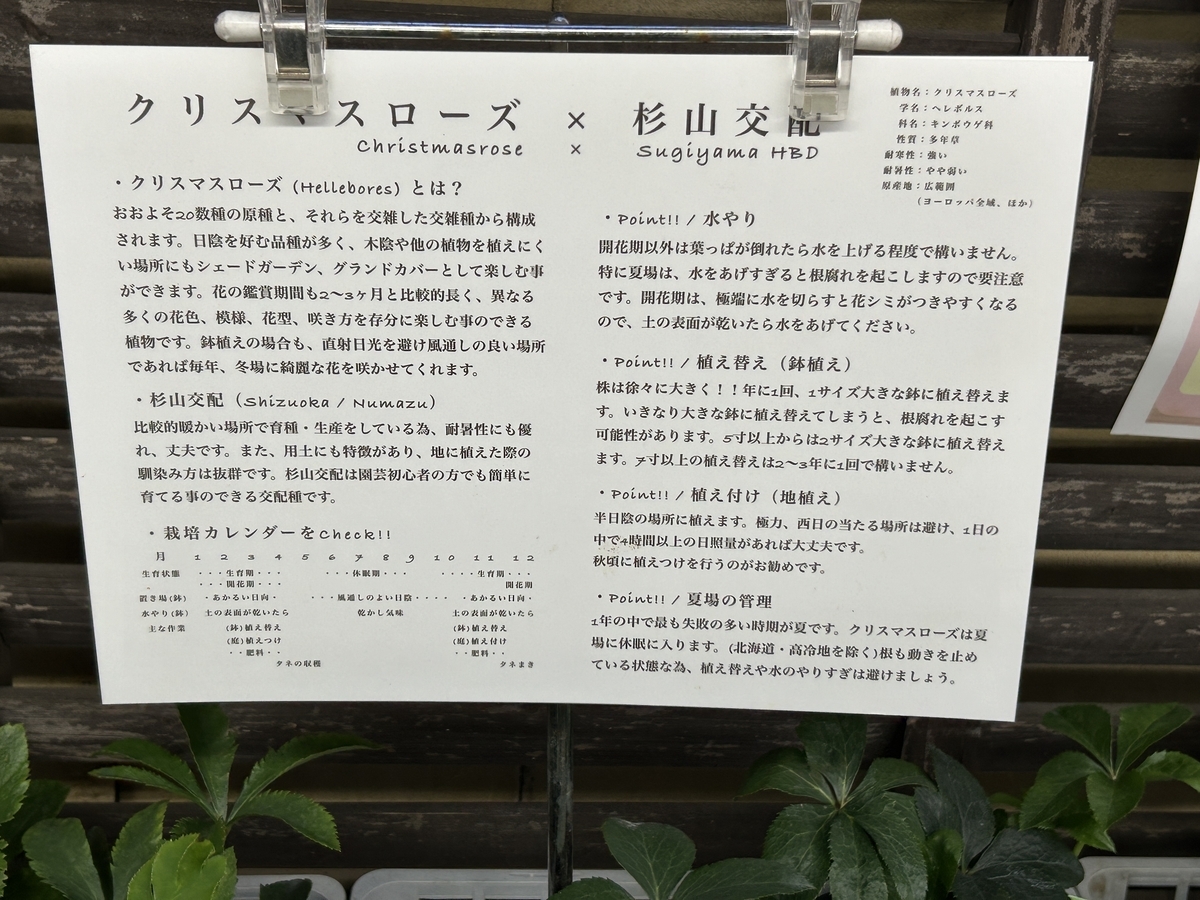 クリスマスローズ × 杉山交配
Christmasrose × Sugiyama HBD
植物名：クリスマスローズ
学名：ヘレボルス
科名：キンポウゲ科
性質：多年草
耐寒性：強い
耐暑性：やや弱い
原産地：広範囲
（ヨーロッパ全域、ほか）
・クリスマスローズ（Hellebores）とは？
おおよそ20数種の原種と、それらを交雑した交雑種から構成
されます。日陰を好む品種が多く、木陰や他の植物を植えにく
い場所にもシェードガーデン、グランドカバーとして楽しむ事
ができます。花の鑑賞期間も2〜3ヶ月と比較的長く、異なる
多くの花色、模様、花型、咲き方を存分に楽しむ事のできる
植物です。鉢植えの場合も、直射日光を避け風通しの良い場所
であれば毎年、冬場に綺麗な花を咲かせてくれます。
・杉山交配（Shizuoka / Numazu）
比較的暖かい場所で育種・生産をしている為、耐暑性にも優
れ、丈夫です。また、用土にも特徴があり、地に植えた際の
馴染み方は抜群です。杉山交配は園芸初心者の方でも簡単に
育てる事のできる交配種です。
・栽培カレンダーをCheck!!
月 1 2 3 4 5 6 7 8 9 10 11 12
生育状態 ・・・生育期・・・ ・・・休眠期・・・ ・・・・生育期・・・
・・・開花期・・・ 開花期
置き場(鉢) ・あかるい日向・ ・・・風通しのよい日陰・・・・ ・あかるい日向・
水やり(鉢) 土の表面が乾いたら 乾かし気味 土の表面が乾いたら
主な作業 (鉢)植え替え (鉢)植え替え
(庭)植えつけ (庭)植え付け
・・肥料・・ ・・肥料・・
タネの収穫 タネまき
・Point!! / 水やり
開花期以外は葉っぱが倒れたら水を上げる程度で構いません。
特に夏場は、水をあげすぎると根腐れを起こしますので要注意
です。開花期は、極端に水を切らすと花シミがつきやすくなる
ので、土の表面が乾いたら水をあげてください。
・Point!! / 植え替え（鉢植え）
株は徐々に大きく！！年に1回、1サイズ大きな鉢に植え替えま
す。いきなり大きな鉢に植え替えてしまうと、根腐れを起こす
可能性があります。5寸以上からは2サイズ大きな鉢に植え替え
ます。7寸以上の植え替えは2〜3年に1回で構いません。
・Point!! / 植え付け（地植え）
半日陰の場所に植えます。極力、西日の当たる場所は避け、1日の
中で4時間以上の日照量があれば大丈夫です。
秋頃に植えつけを行うのがお勧めです。
・Point!! / 夏場の管理
1年の中で最も失敗の多い時期が夏です。クリスマスローズは夏
場に休眠に入ります。(北海道・高冷地を除く)根も動きを止め
ている状態な為、植え替えや水のやりすぎは避けましょう。